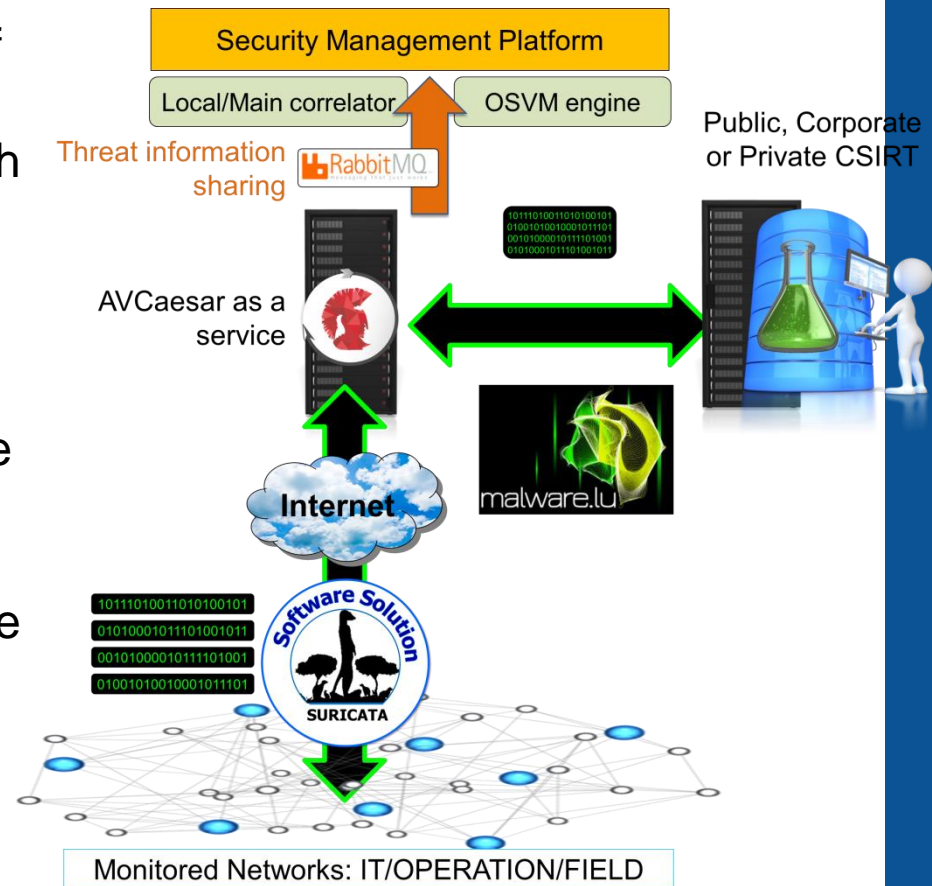 Security Management Platform
Local/Main correlator
OSVM engine
Public, Corporate
or Private CSIRT
h
Threat information
sharing
RabbitMQ
10111010011010100101
01001010010001011101
00101000010111101001
01010001011101001011
AVCaesar as a
service
e
Internet
malware.lu
e
10111010011010100101
01010001011101001011
00101000010111101001
01001010010001011101
Software Solution
SURICATA
Monitored Networks: IT/OPERATION/FIELD